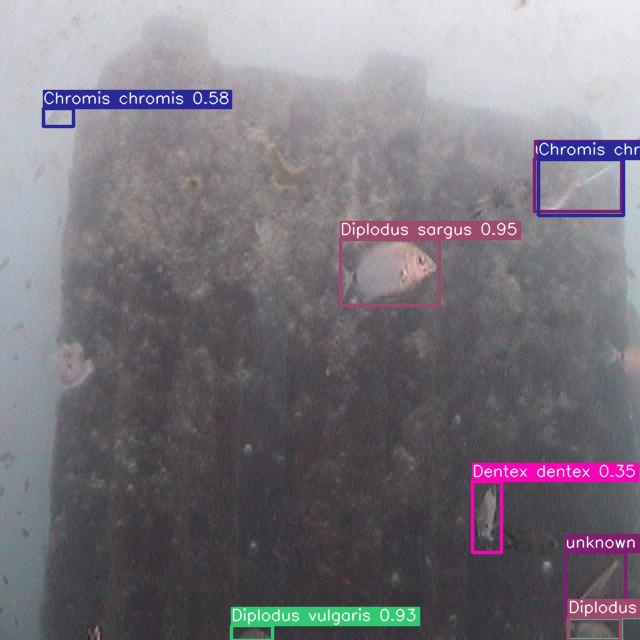 Chromis chromis 0.58
Chromis chr
Diplodus sargus 0.95
Dentex dentex 0.35
unknown
Diplodus
Diplodus vulgaris 0.93